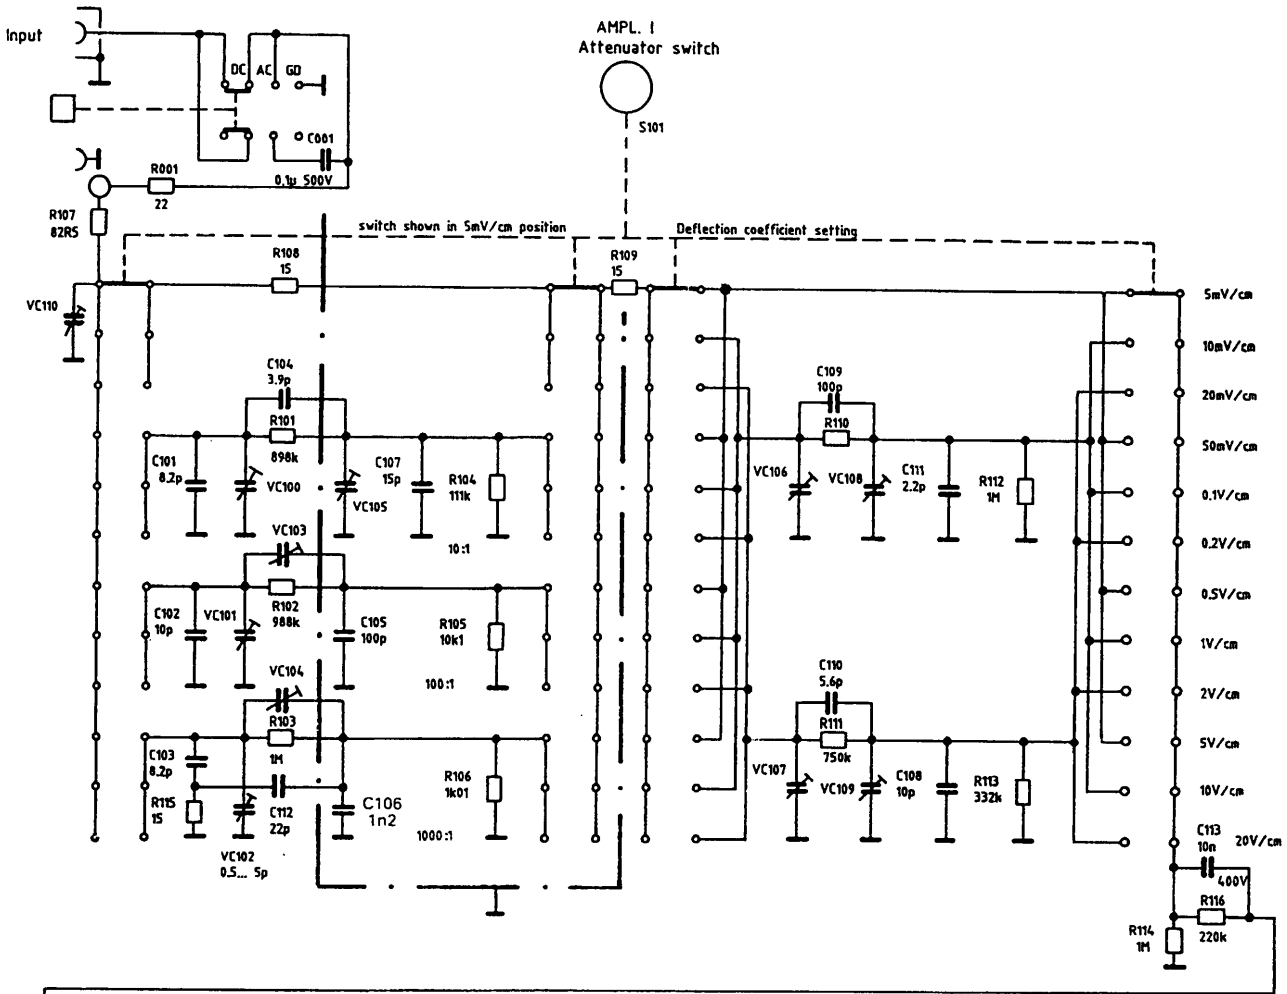 AMPL. I
Attenuator switch
Input
DC AC GD
S101
C001
0,1µ 500V
R001
22
R107
82R5
switch shown in 5mV/cm position
Deflection coefficient setting
R108
15
R109
15
VC110
5mV/cm
10mV/cm
20mV/cm
50mV/cm
0.1V/cm
0.2V/cm
0.5V/cm
1V/cm
2V/cm
5V/cm
10V/cm
20V/cm
C104
3.9p
R101
898k
C101
8.2p
VC100
VC105
C107
15p
R104
111k
10:1
C109
100p
R110
VC106
VC108
C111
2.2p
R112
1M
VC103
R102
988k
C102
10p
VC101
C105
100p
R105
10k1
100:1
VC104
R103
1M
C103
8.2p
R115
15
C112
22p
VC102
0.5... 5p
C106
1n2
R106
1k01
1000:1
C110
5.6p
R111
750k
VC107
VC109
C108
10p
R113
332k
C113
10n
400V
R116
220k
R114
1M